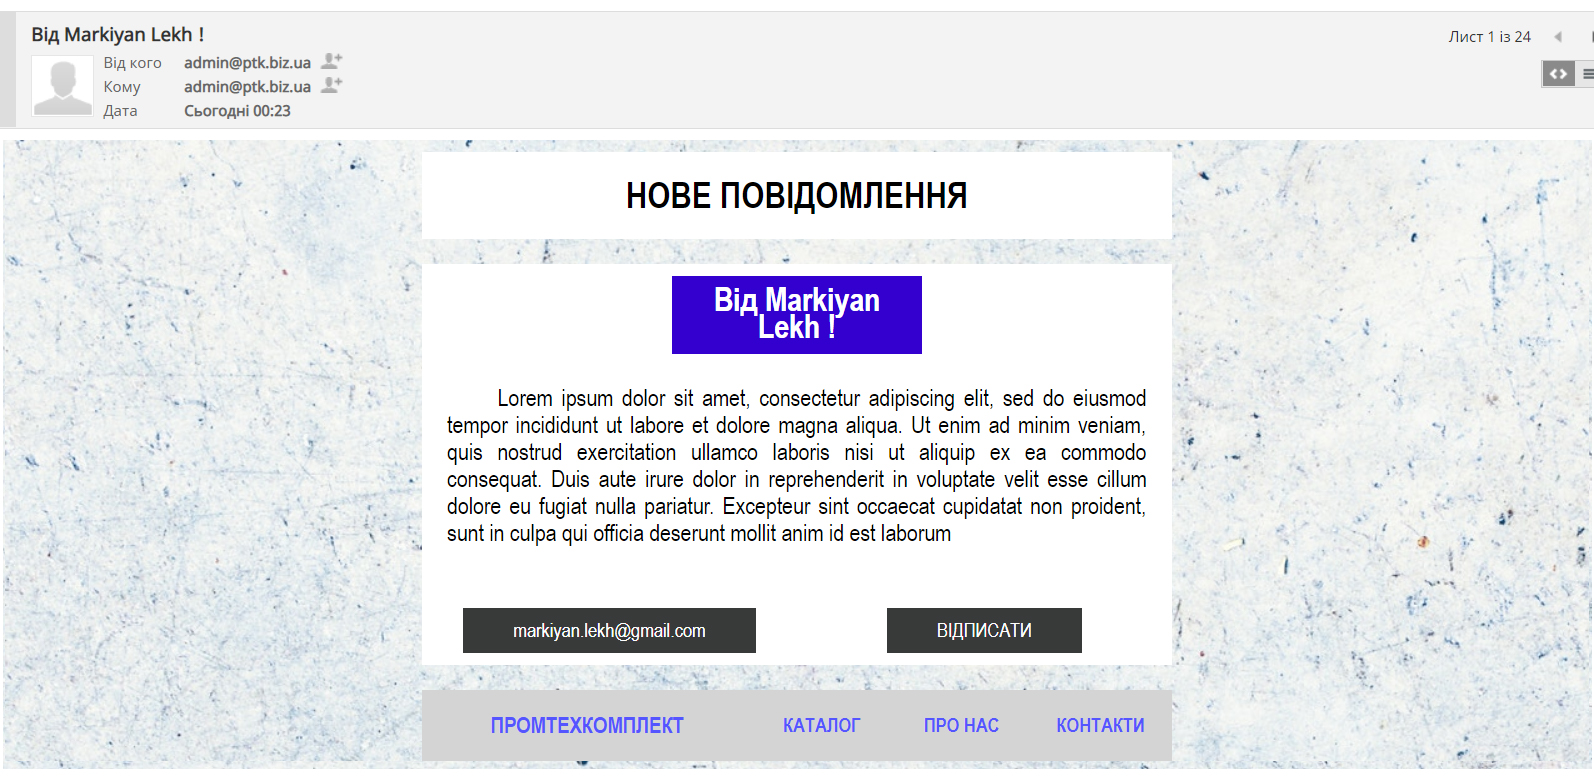 Від Markiyan Lekh !
Лист 1 із 24
Від кого admin@ptk.biz.ua
Кому admin@ptk.biz.ua
Дата Сьогодні 00:23
НОВЕ ПОВІДОМЛЕННЯ
Від Markiyan
Lekh !
Lorem ipsum dolor sit amet, consectetur adipiscing elit, sed do eiusmod
tempor incididunt ut labore et dolore magna aliqua. Ut enim ad minim veniam,
quis nostrud exercitation ullamco laboris nisi ut aliquip ex ea commodo
consequat. Duis aute irure dolor in reprehenderit in voluptate velit esse cillum
dolore eu fugiat nulla pariatur. Excepteur sint occaecat cupidatat non proident,
sunt in culpa qui officia deserunt mollit anim id est laborum
markiyan.lekh@gmail.com ВІДПИСАТИ
ПРОМТЕХКОМПЛЕКТ КАТАЛОГ ПРО НАС КОНТАКТИ